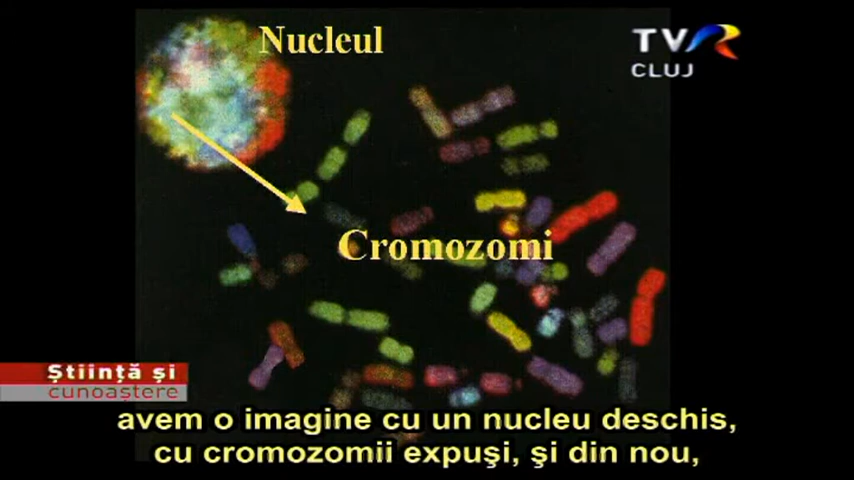 Nucleul
TVR
CLUJ
Cromozomi
Ştiinţă şi
cunoaştere
avem o imagine cu un nucleu deschis,
cu cromozomii expuşi, şi din nou,